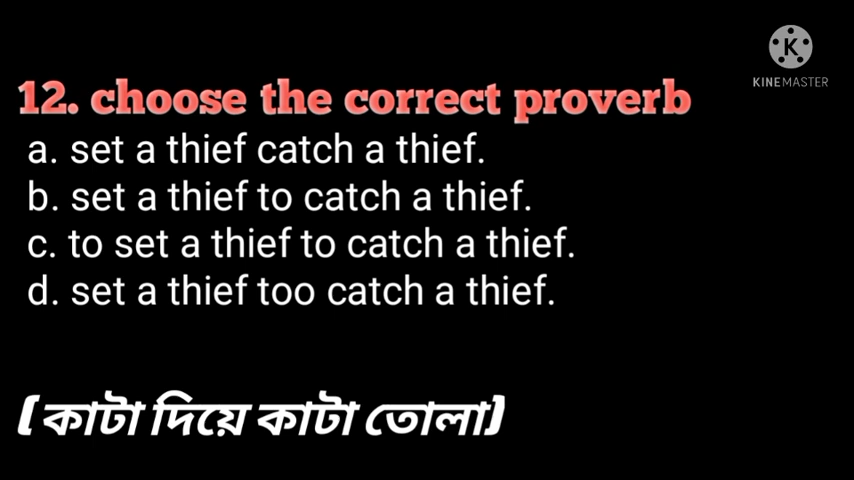 KINEMASTER
12. choose the correct proverb
a. set a thief catch a thief.
b. set a thief to catch a thief.
c. to set a thief to catch a thief.
d. set a thief too catch a thief.
(কাটা দিয়ে কাটা তোলা)